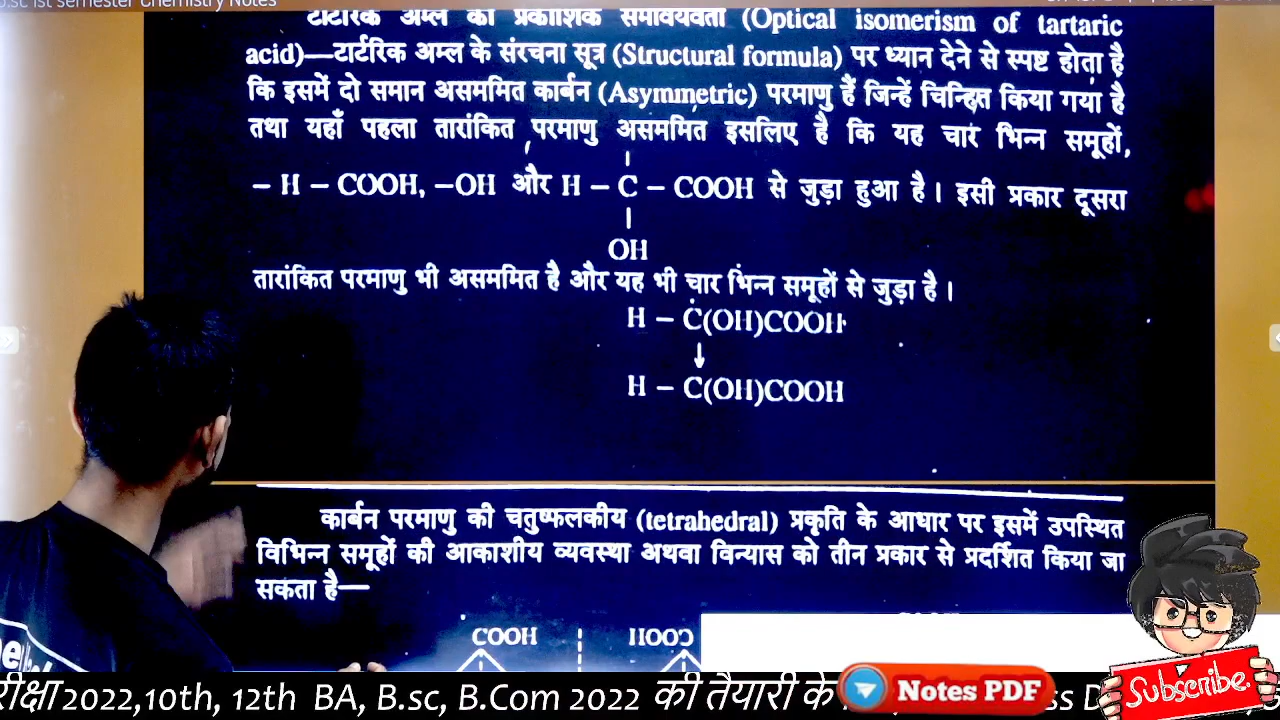 b.sc ist semester Chemistry Notes
टार्टरिक अम्ल की प्रकाशिक समावयवता (Optical isomerism of tartaric
acid)—टार्टरिक अम्ल के संरचना सूत्र (Structural formula) पर ध्यान देने से स्पष्ट होता है
कि इसमें दो समान असममित कार्बन (Asymmetric) परमाणु हैं जिन्हें चिन्हित किया गया है
तथा यहाँ पहला तारांकित परमाणु असममित इसलिए है कि यह चार भिन्न समूहों,
– H – COOH, –OH और H – C – COOH से जुड़ा हुआ है। इसी प्रकार दूसरा
OH
तारांकित परमाणु भी असममित है और यह भी चार भिन्न समूहों से जुड़ा है।
H – C(OH)COOH
↓
H – C(OH)COOH
कार्बन परमाणु की चतुष्फलकीय (tetrahedral) प्रकृति के आधार पर इसमें उपस्थित
विभिन्न समूहों की आकाशीय व्यवस्था अथवा विन्यास को तीन प्रकार से प्रदर्शित किया जा
सकता है—
COOH COOH
रीक्षा 2022,10th, 12th BA, B.sc, B.Com 2022 की तैयारी के
Notes PDF
ss D
Subscribe.